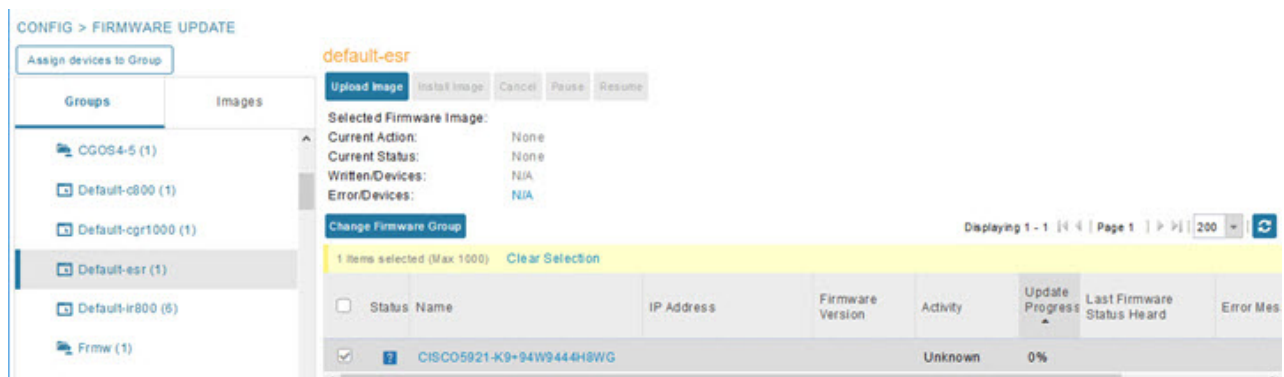 CONFIG > FIRMWARE UPDATE
Assign devices to Group
Groups Images
CGOS4-5 (1)
Default-c800 (1)
Default-cgr1000 (1)
Default-esr (1)
Default-ir800 (6)
Frmw (1)
default-esr
Upload Image Install Image Cancel Pause Resume
Selected Firmware Image:
Current Action: None
Current Status: None
Written/Devices: N/A
Error/Devices: N/A
Change Firmware Group Displaying 1 - 1 Page 1 200
1 Items selected (Max 1000) Clear Selection
Status Name IP Address Firmware Version Activity Update Progress Last Firmware Status Heard Error Mes
? CISCO5921-K9+94W9444H8WG Unknown 0%